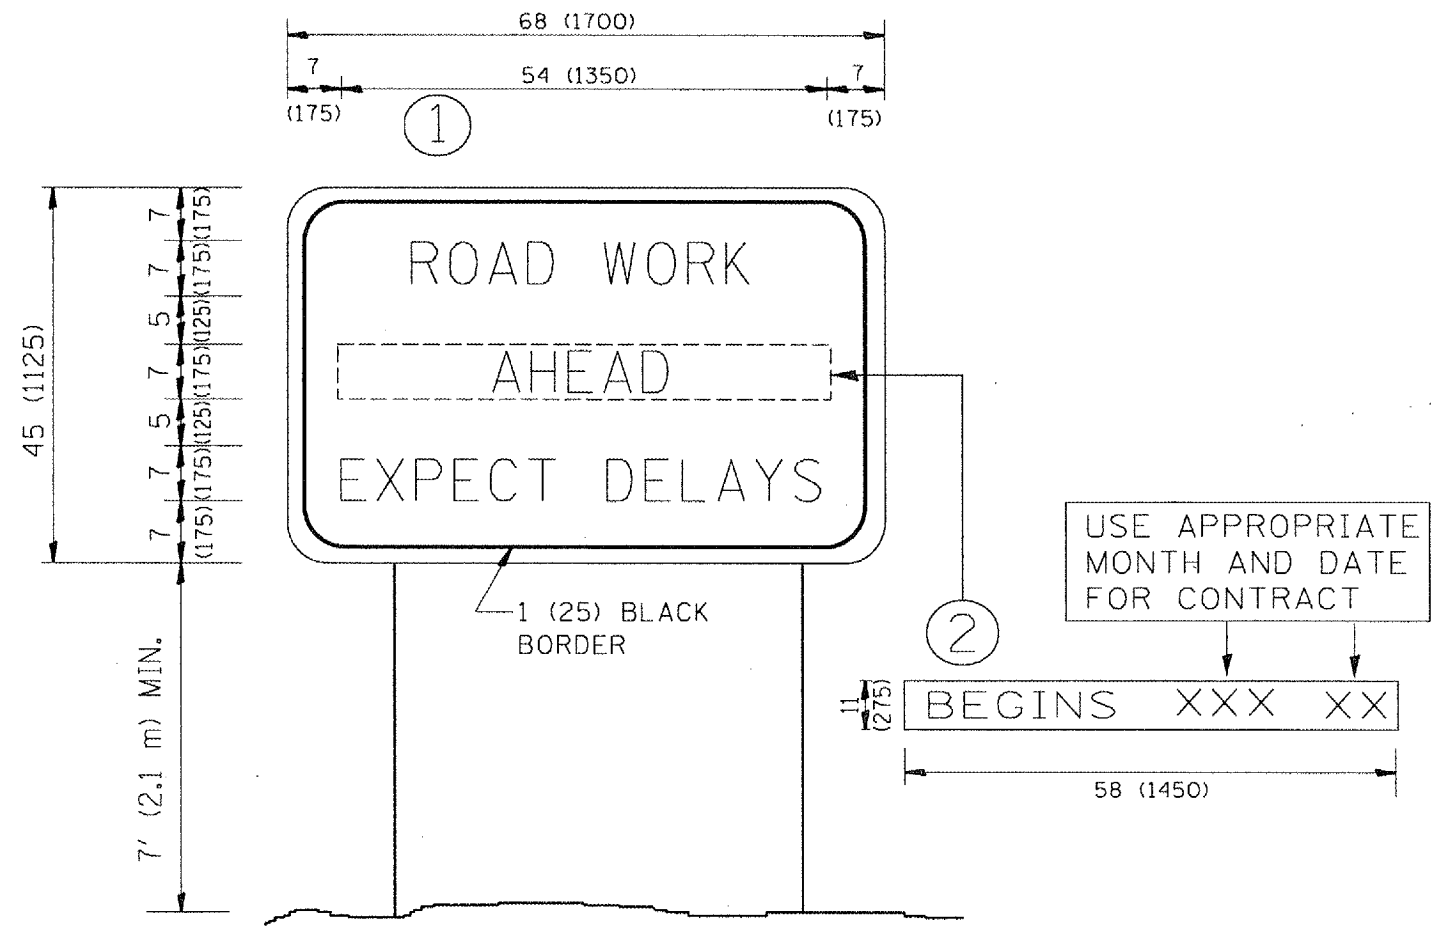 68 (1700)
7
54 (1350)
7
(175)
(175)
1
45 (1125)
7
(175)
7
(175)
5
(125)
7
(175)
5
(125)
7
(175)
7
(175)
ROAD WORK
AHEAD
EXPECT DELAYS
1 (25) BLACK
BORDER
7' (2.1 m) MIN.
USE APPROPRIATE
MONTH AND DATE
FOR CONTRACT
2
11
(275)
BEGINS XXX XX
58 (1450)